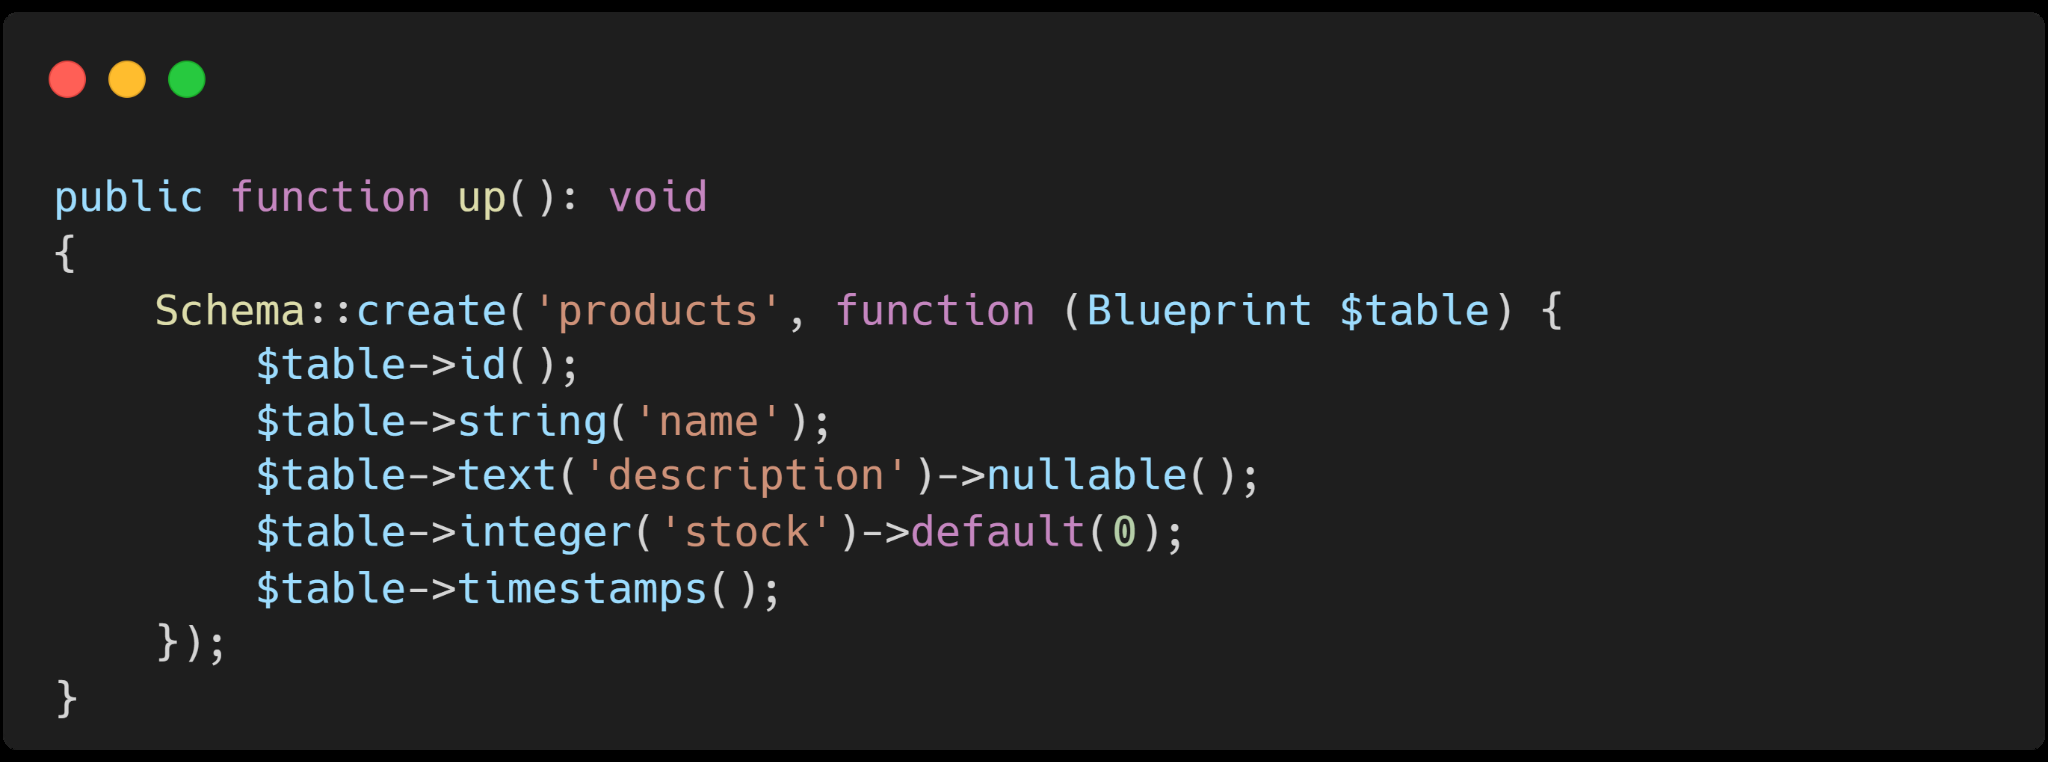 public function up(): void
{
    Schema::create('products', function (Blueprint $table) {
        $table->id();
        $table->string('name');
        $table->text('description')->nullable();
        $table->integer('stock')->default(0);
        $table->timestamps();
    });
}